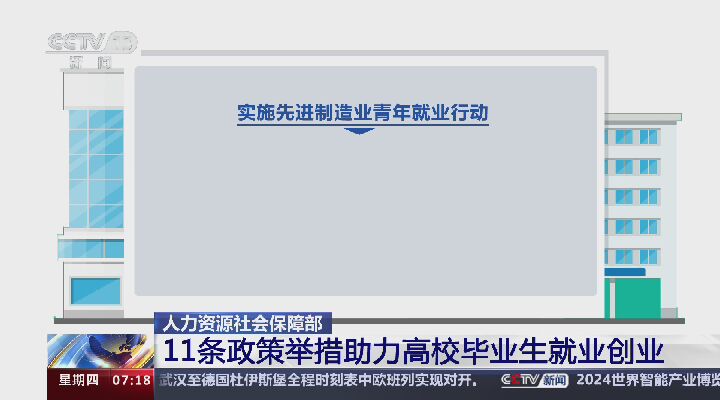 CCTV 13
新闻
实施先进制造业青年就业行动
人力资源社会保障部
11条政策举措助力高校毕业生就业创业
星期四 07:18 武汉至德国杜伊斯堡全程时刻表中欧班列实现对开。 CCTV 新闻 2024世界智能产业博览